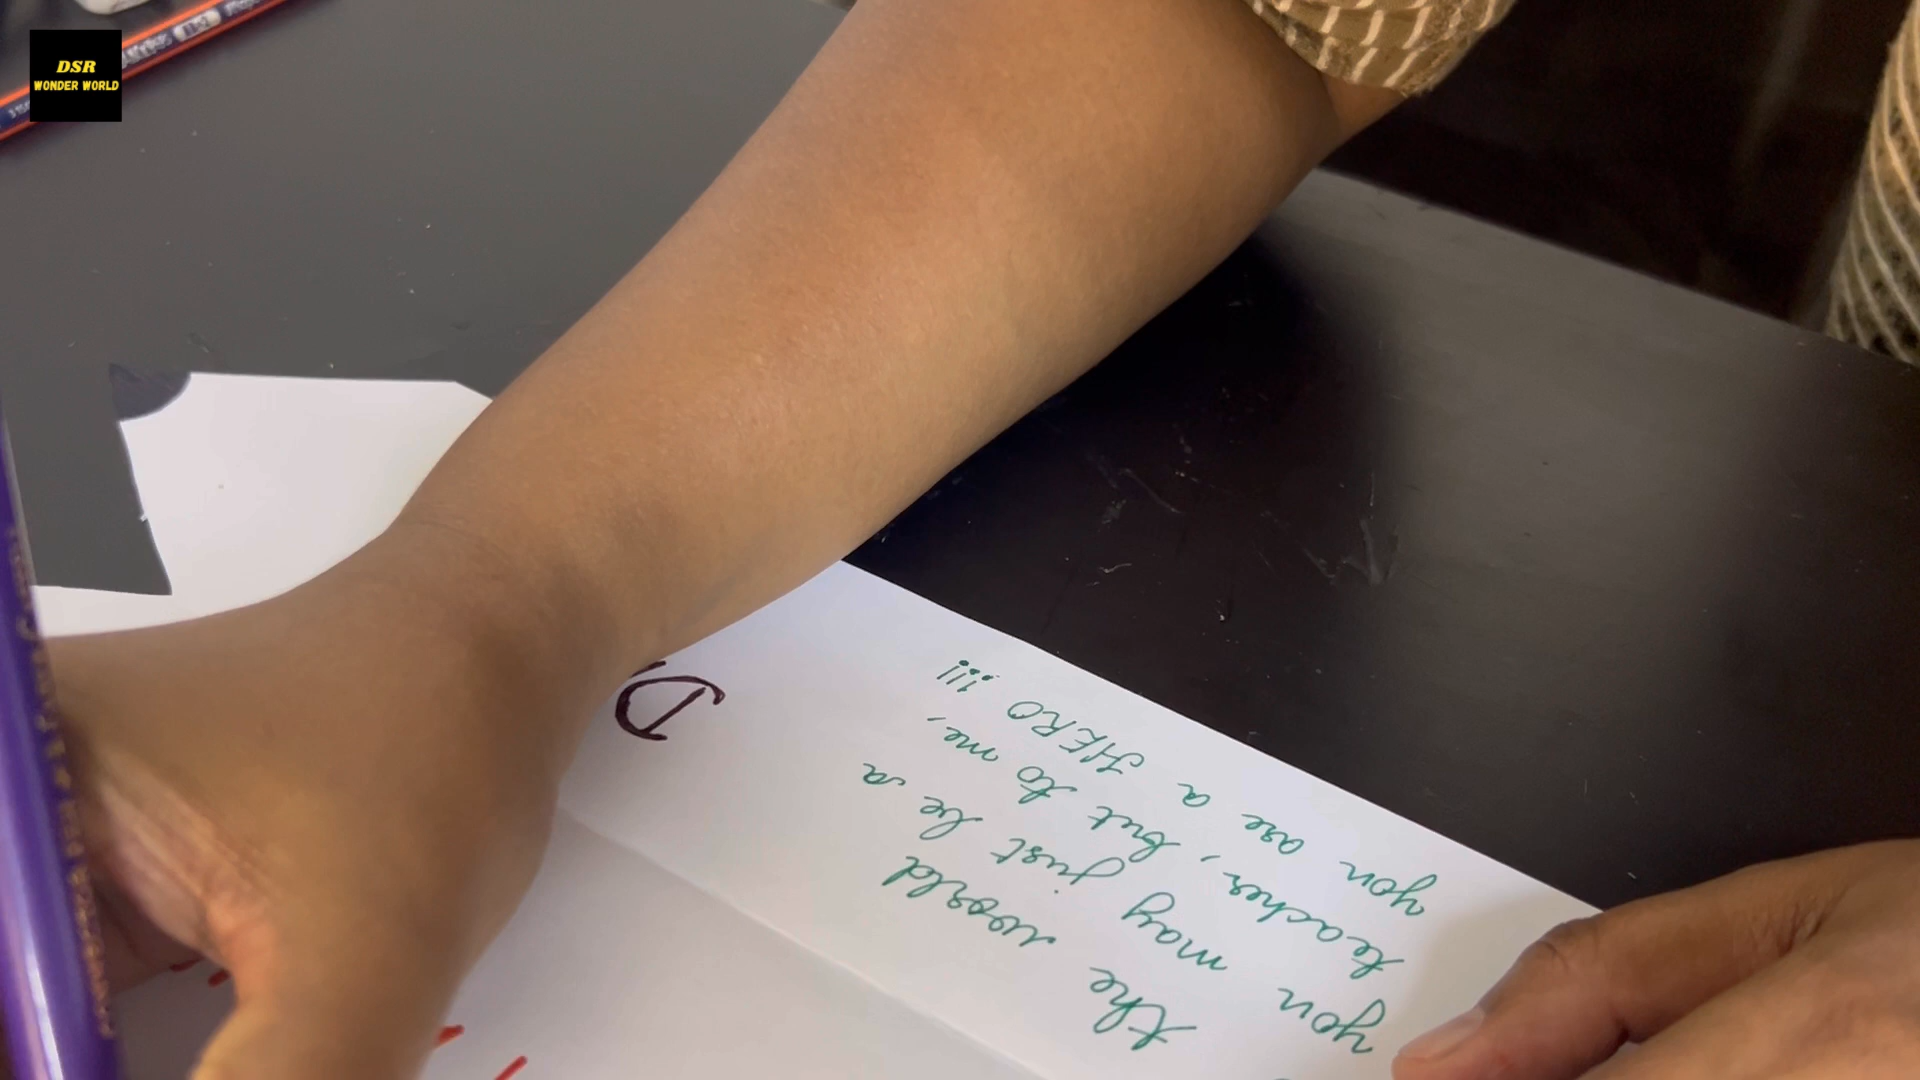 DSR
WONDER WORLD
the world
you may just be a
teacher, but to me,
you are a HERO !!!
D